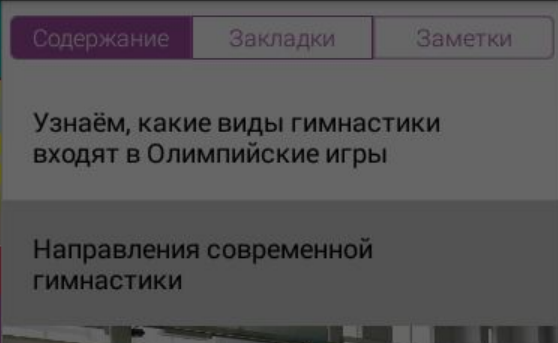 Содержание Закладки Заметки
Узнаём, какие виды гимнастики
входят в Олимпийские игры
Направления современной
гимнастики